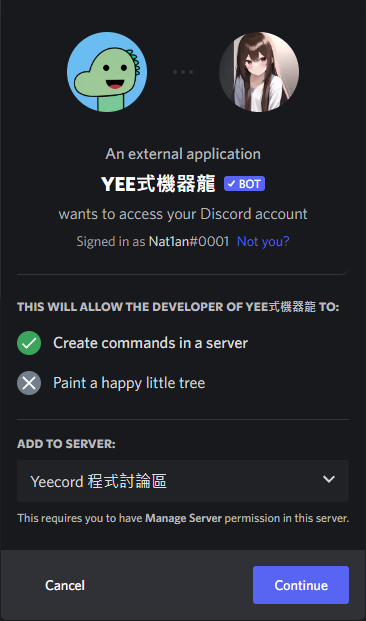 An external application
YEE式機器龍 BOT
wants to access your Discord account
Signed in as Nat1an#0001 Not you?
THIS WILL ALLOW THE DEVELOPER OF YEE式機器龍 TO:
Create commands in a server
Paint a happy little tree
ADD TO SERVER:
Yeecord 程式討論區
This requires you to have Manage Server permission in this server.
Cancel
Continue